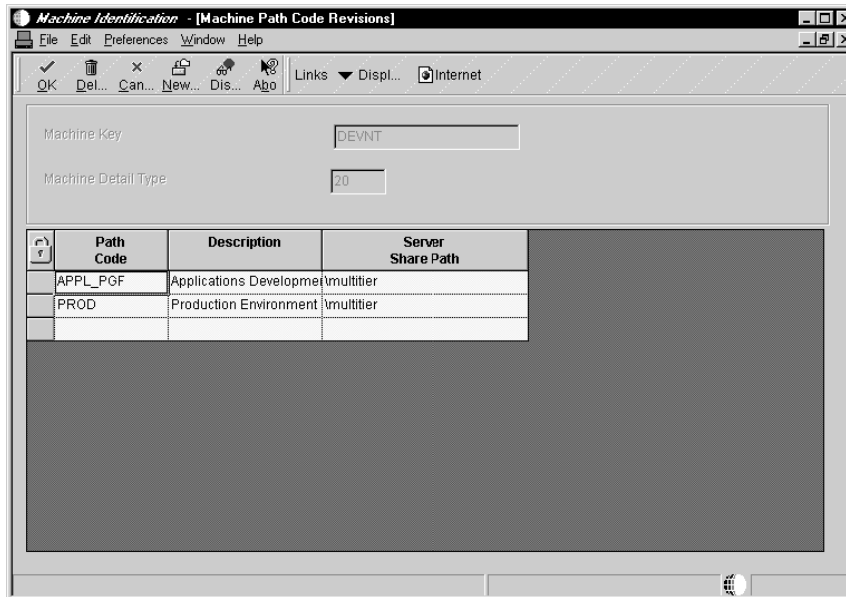 Machine Identification - [Machine Path Code Revisions]
File Edit Preferences Window Help
OK Del... Can... New... Dis... Abo Links Displ... Internet
Machine Key DEVNT
Machine Detail Type 20
Path Code Description Server Share Path
APPL_PGF Applications Developmer \multitier
PROD Production Environment \multitier